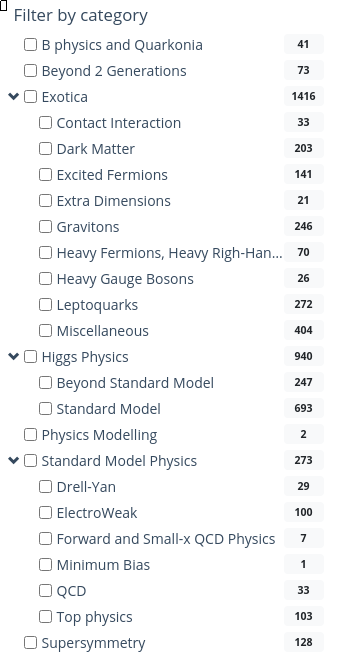 Filter by category
B physics and Quarkonia 41
Beyond 2 Generations 73
Exotica 1416
Contact Interaction 33
Dark Matter 203
Excited Fermions 141
Extra Dimensions 21
Gravitons 246
Heavy Fermions, Heavy Righ-Han... 70
Heavy Gauge Bosons 26
Leptoquarks 272
Miscellaneous 404
Higgs Physics 940
Beyond Standard Model 247
Standard Model 693
Physics Modelling 2
Standard Model Physics 273
Drell-Yan 29
ElectroWeak 100
Forward and Small-x QCD Physics 7
Minimum Bias 1
QCD 33
Top physics 103
Supersymmetry 128